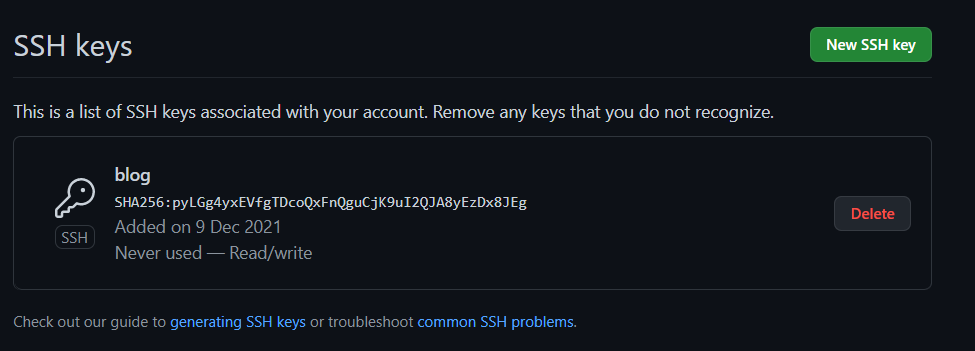 SSH keys
New SSH key
This is a list of SSH keys associated with your account. Remove any keys that you do not recognize.
blog
SHA256:pyLGg4yxEVfgTDcoQxFnQguCjK9uI2QJA8yEzDx8JEg
Added on 9 Dec 2021
Never used — Read/write
SSH
Delete
Check out our guide to generating SSH keys or troubleshoot common SSH problems.